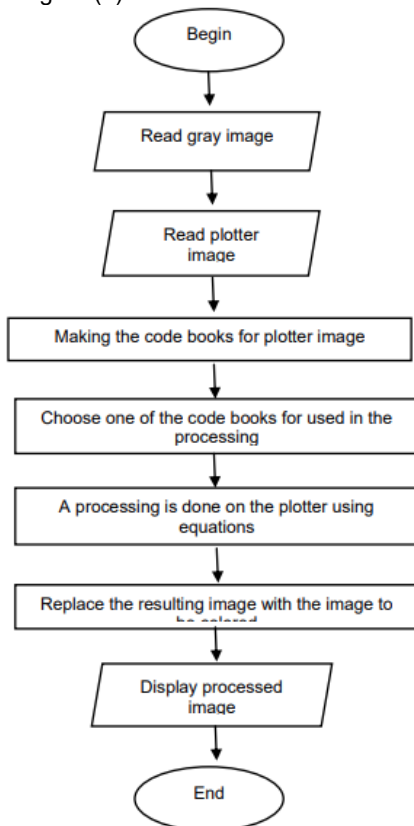 Begin
Read gray image
Read plotter
image
Making the code books for plotter image
Choose one of the code books for used in the
processing
A processing is done on the plotter using
equations
Replace the resulting image with the image to
be colored
Display processed
image
End